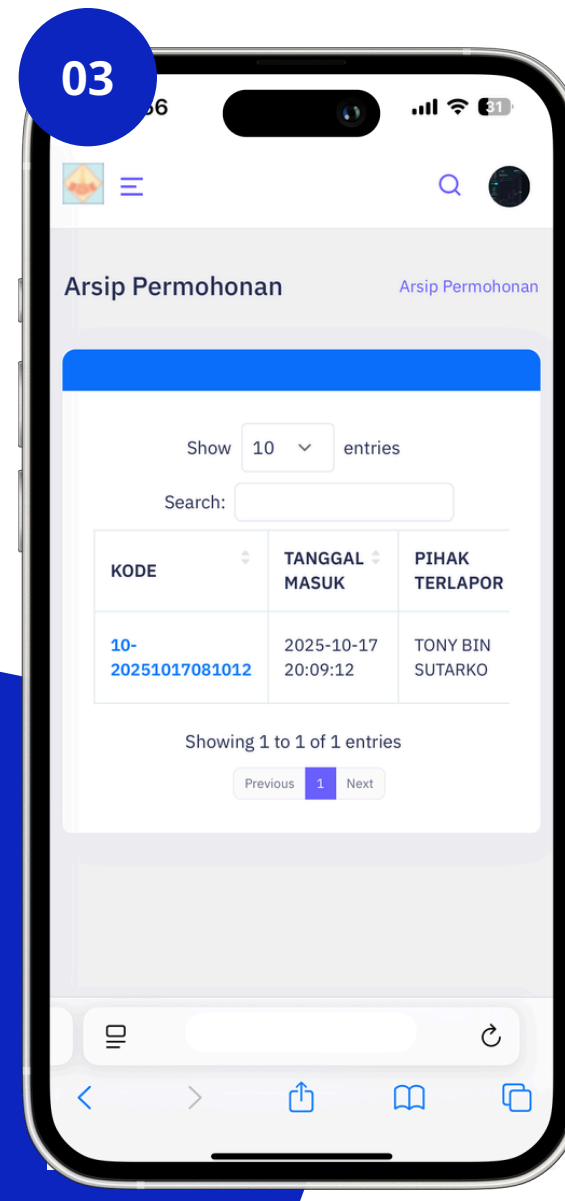 03
31
Arsip Permohonan
Arsip Permohonan
Show 10 entries
Search:
KODE
TANGGAL MASUK
PIHAK TERLAPOR
10-
20251017081012
2025-10-17
20:09:12
TONY BIN
SUTARKO
Showing 1 to 1 of 1 entries
Previous 1 Next